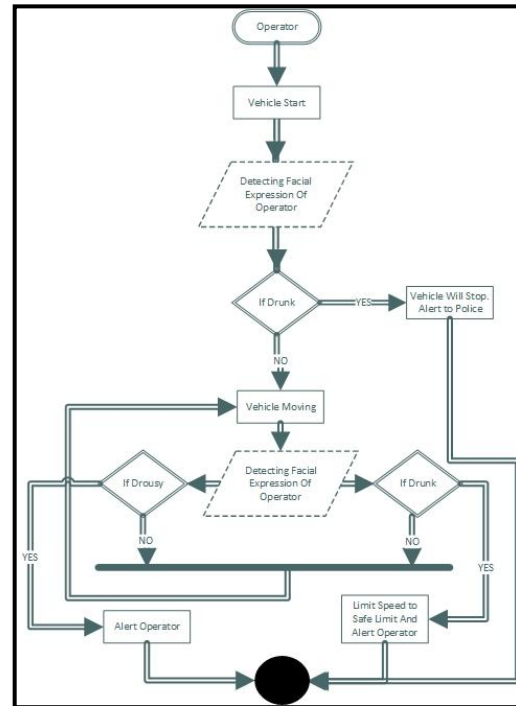 Operator
Vehicle Start
Detecting Facial
Expression Of
Operator
If Drunk
YES
Vehicle Will Stop.
Alert to Police
NO
Vehicle Moving
If Drousy
Detecting Facial
Expression Of
Operator
If Drunk
NO
NO
YES
YES
Alert Operator
Limit Speed to
Safe Limit And
Alert Operator